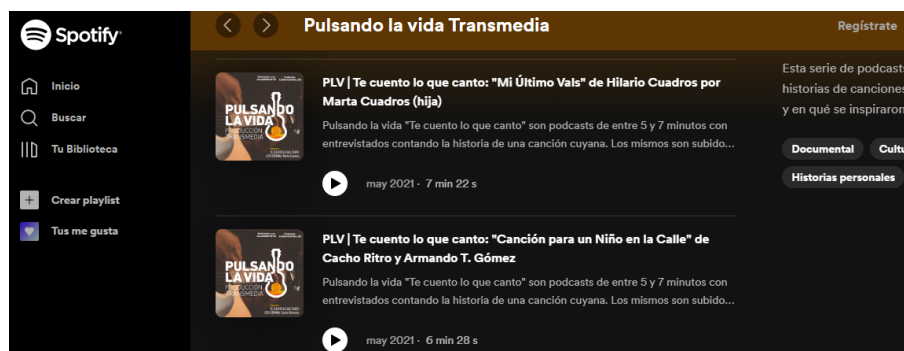 Spotify
Inicio
Buscar
Tu Biblioteca
Crear playlist
Tus me gusta
Pulsando la vida Transmedia
Regístrate
PULSANDO
LA VIDA
PRODUCCIÓN
TRANSMEDIA
PLV | Te cuento lo que canto: "Mi Último Vals" de Hilario Cuadros por
Marta Cuadros (hija)
Pulsando la vida "Te cuento lo que canto" son podcasts de entre 5 y 7 minutos con
entrevistados contando la historia de una canción cuyana. Los mismos son subido...
may 2021 · 7 min 22 s
PULSANDO
LA VIDA
PRODUCCIÓN
TRANSMEDIA
PLV | Te cuento lo que canto: "Canción para un Niño en la Calle" de
Cacho Ritro y Armando T. Gómez
Pulsando la vida "Te cuento lo que canto" son podcasts de entre 5 y 7 minutos con
entrevistados contando la historia de una canción cuyana. Los mismos son subido...
may 2021 · 6 min 28 s
Esta serie de podcasts
historias de canciones
y en qué se inspiraron
Documental
Cultu
Historias personales